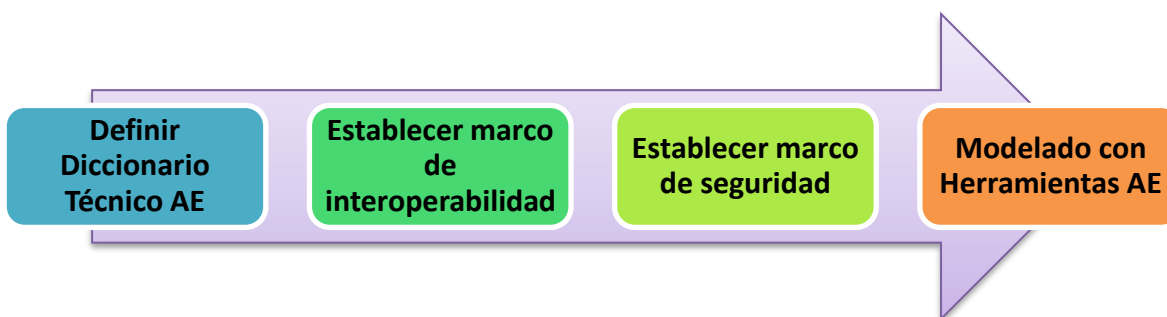 Definir
Diccionario
Técnico AE
Establecer marco
de
interoperabilidad
Establecer marco
de seguridad
Modelado con
Herramientas AE